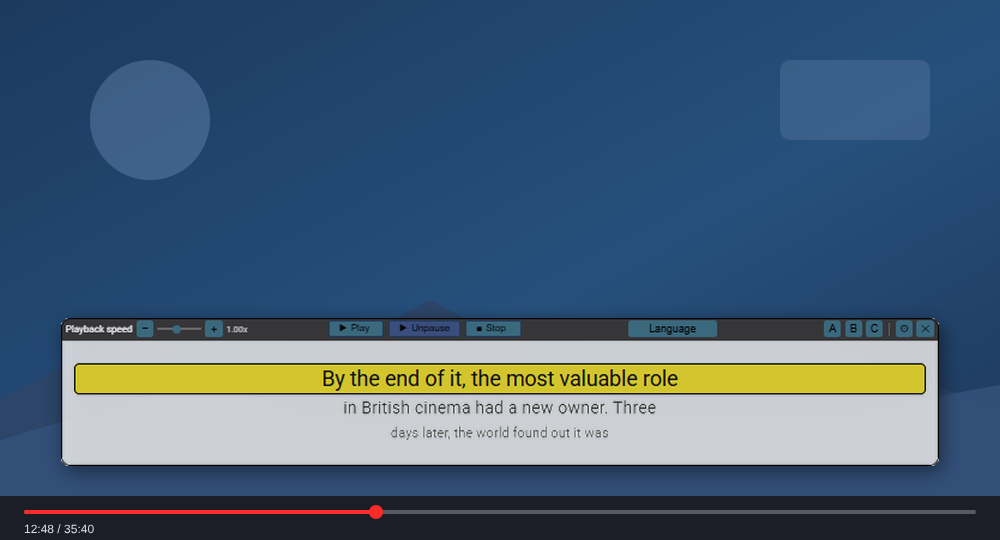 Playback speed − + 1.00x ▶ Play ▶ Unpause ■ Stop Language A B C
By the end of it, the most valuable role
in British cinema had a new owner. Three
days later, the world found out it was
12:48 / 35:40